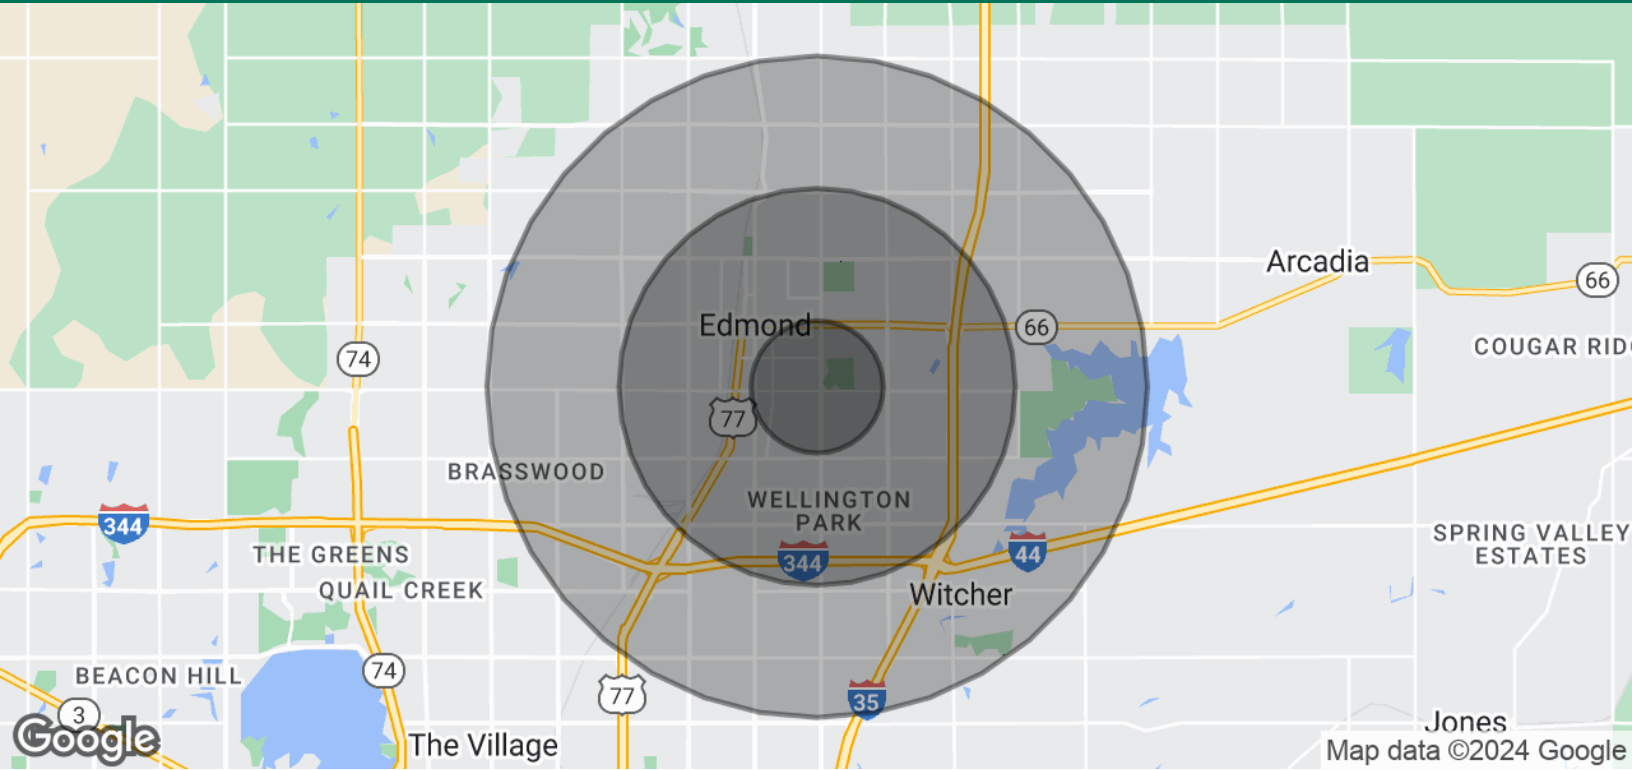 Arcadia
66
Edmond
66
COUGAR RID
74
77
BRASSWOOD
WELLINGTON
PARK
344
THE GREENS
344
44
SPRING VALLEY
ESTATES
QUAIL CREEK
Witcher
BEACON HILL
74
77
35
3
Google
The Village
Jones
Map data ©2024 Google